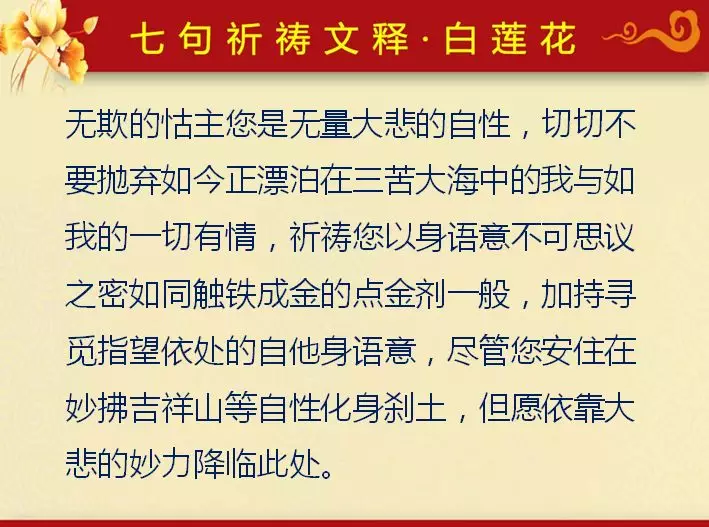 七句祈祷文释·白莲花
无欺的怙主您是无量大悲的自性，切切不
要抛弃如今正漂泊在三苦大海中的我与如
我的一切有情，祈祷您以身语意不可思议
之密如同触铁成金的点金剂一般，加持寻
觅指望依处的自他身语意，尽管您安住在
妙拂吉祥山等自性化身刹土，但愿依靠大
悲的妙力降临此处。